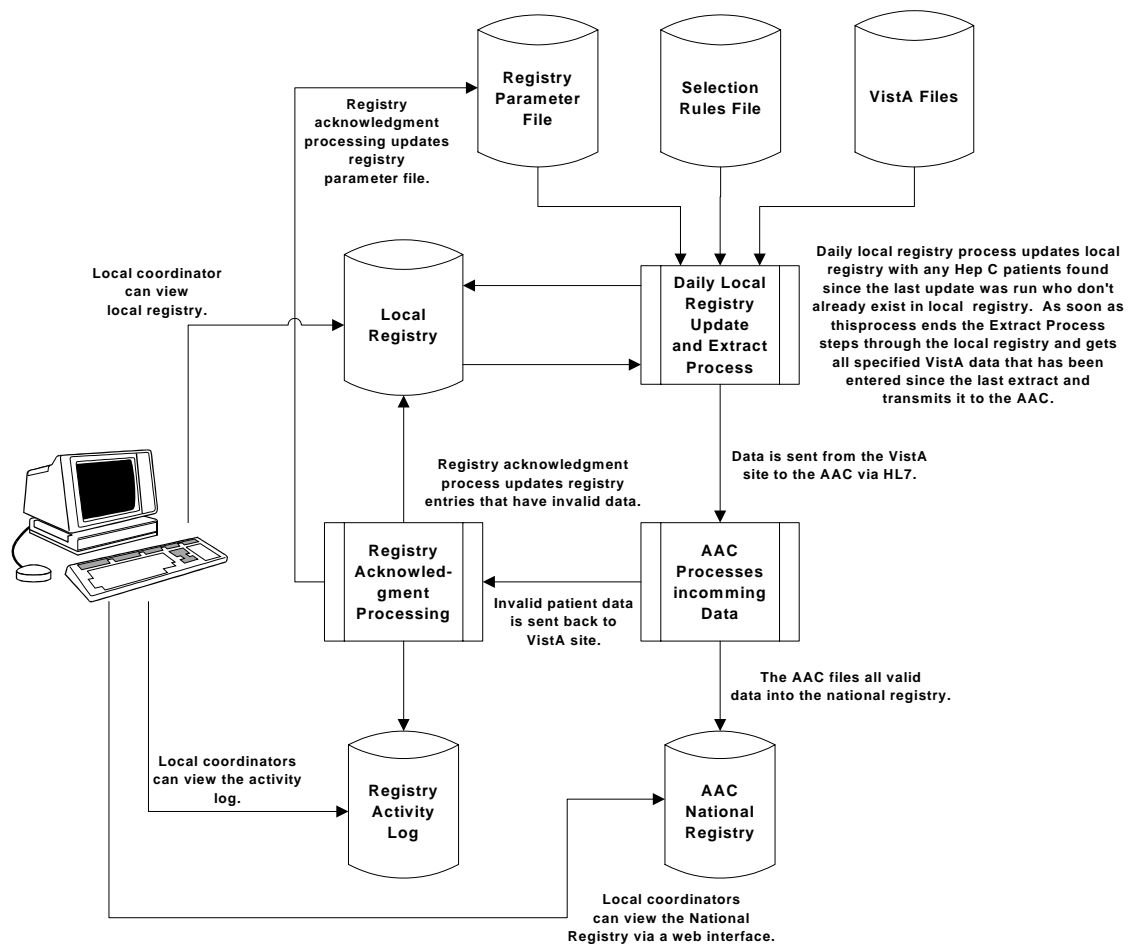 Registry
Parameter
File
Selection
Rules File
VistA Files
Registry
acknowledgment
processing updates
registry
parameter file.
Local coordinator
can view
local registry.
Local
Registry
Daily Local
Registry
Update
and Extract
Process
Daily local registry process updates local
registry with any Hep C patients found
since the last update was run who don't
already exist in local registry. As soon as
thisprocess ends the Extract Process
steps through the local registry and gets
all specified VistA data that has been
entered since the last extract and
transmits it to the AAC.
Registry acknowledgment
process updates registry
entries that have invalid data.
Data is sent from the VistA
site to the AAC via HL7.
Registry
Acknowled-
gment
Processing
Invalid patient data
is sent back to
VistA site.
AAC
Processes
incomming
Data
The AAC files all valid
data into the national registry.
Local coordinators
can view the activity
log.
Registry
Activity
Log
AAC
National
Registry
Local coordinators
can view the National
Registry via a web interface.